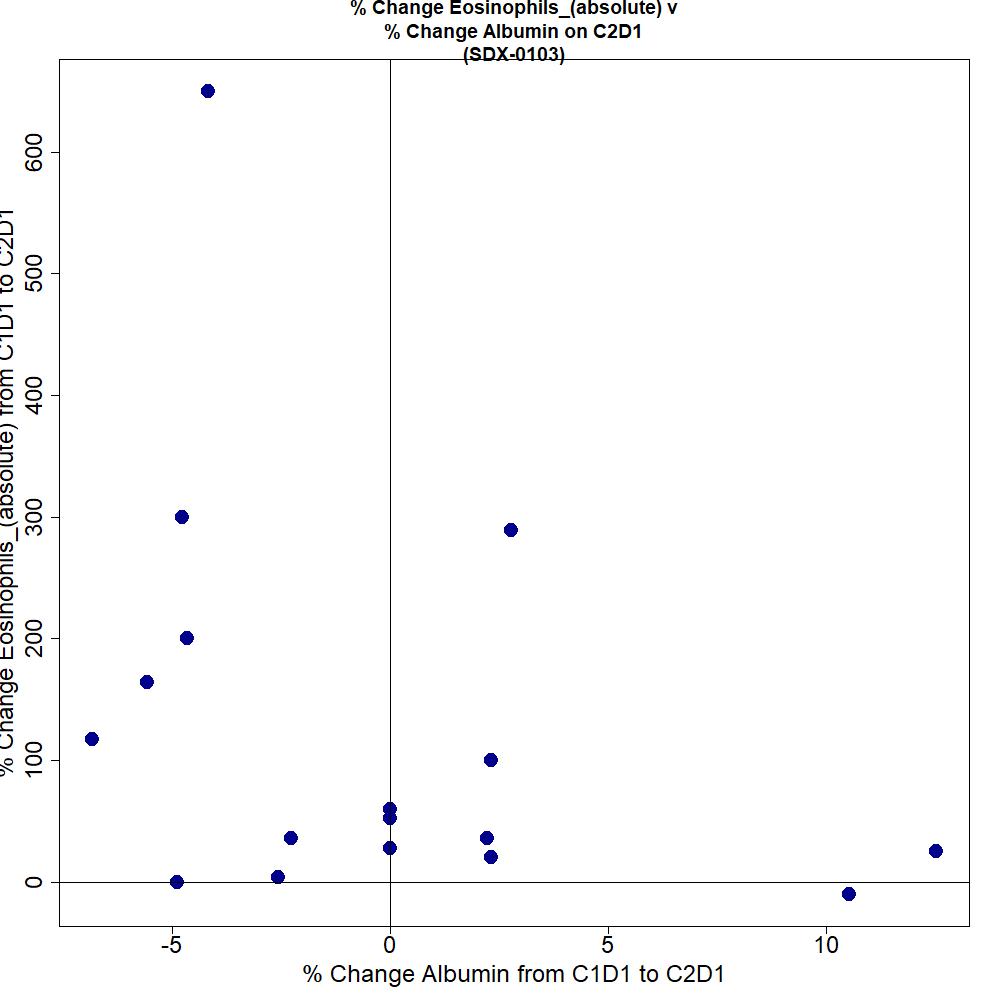 % Change Eosinophils_(absolute) v
% Change Albumin on C2D1
(SDX-0103)
% Change Eosinophils_(absolute) from C1D1 to C2D1
600
500
400
300
200
100
0
-5
0
5
10
% Change Albumin from C1D1 to C2D1